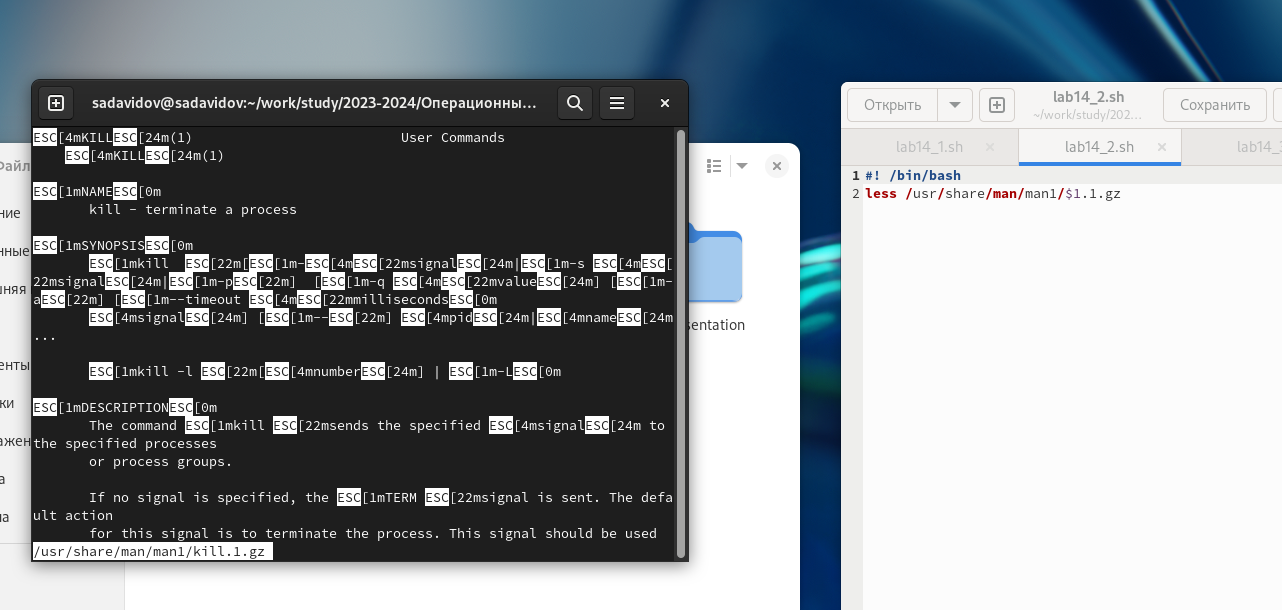 sadavidov@sadavidov:~/work/study/2023-2024/Операционны…
ESC[4mKILLESC[24m(1)                          User Commands
    ESC[4mKILLESC[24m(1)
ESC[1mNAMEESC[0m
       kill - terminate a process
ESC[1mSYNOPSISESC[0m
       ESC[1mkill  ESC[22m[ESC[1m-ESC[4mESC[22msignalESC[24m|ESC[1m-s ESC[4mESC[
22msignalESC[24m|ESC[1m-pESC[22m]  [ESC[1m-q ESC[4mESC[22mvalueESC[24m] [ESC[1m-
aESC[22m] [ESC[1m--timeout ESC[4mESC[22mmillisecondsESC[0m
       ESC[4msignalESC[24m] [ESC[1m--ESC[22m] ESC[4mpidESC[24m|ESC[4mnameESC[24m
...
       ESC[1mkill -l ESC[22m[ESC[4mnumberESC[24m] | ESC[1m-LESC[0m
ESC[1mDESCRIPTIONESC[0m
       The command ESC[1mkill ESC[22msends the specified ESC[4msignalESC[24m to
the specified processes
       or process groups.
       If no signal is specified, the ESC[1mTERM ESC[22msignal is sent. The defa
ult action
       for this signal is to terminate the process. This signal should be used
/usr/share/man/man1/kill.1.gz
Файл
ние
нные
шняя
енты
ки
ажен
а
ла
sentation
Открыть
lab14_2.sh
~/work/study/202…
Сохранить
lab14_1.sh
lab14_2.sh
lab14_3
1 #! /bin/bash
2 less /usr/share/man/man1/$1.1.gz